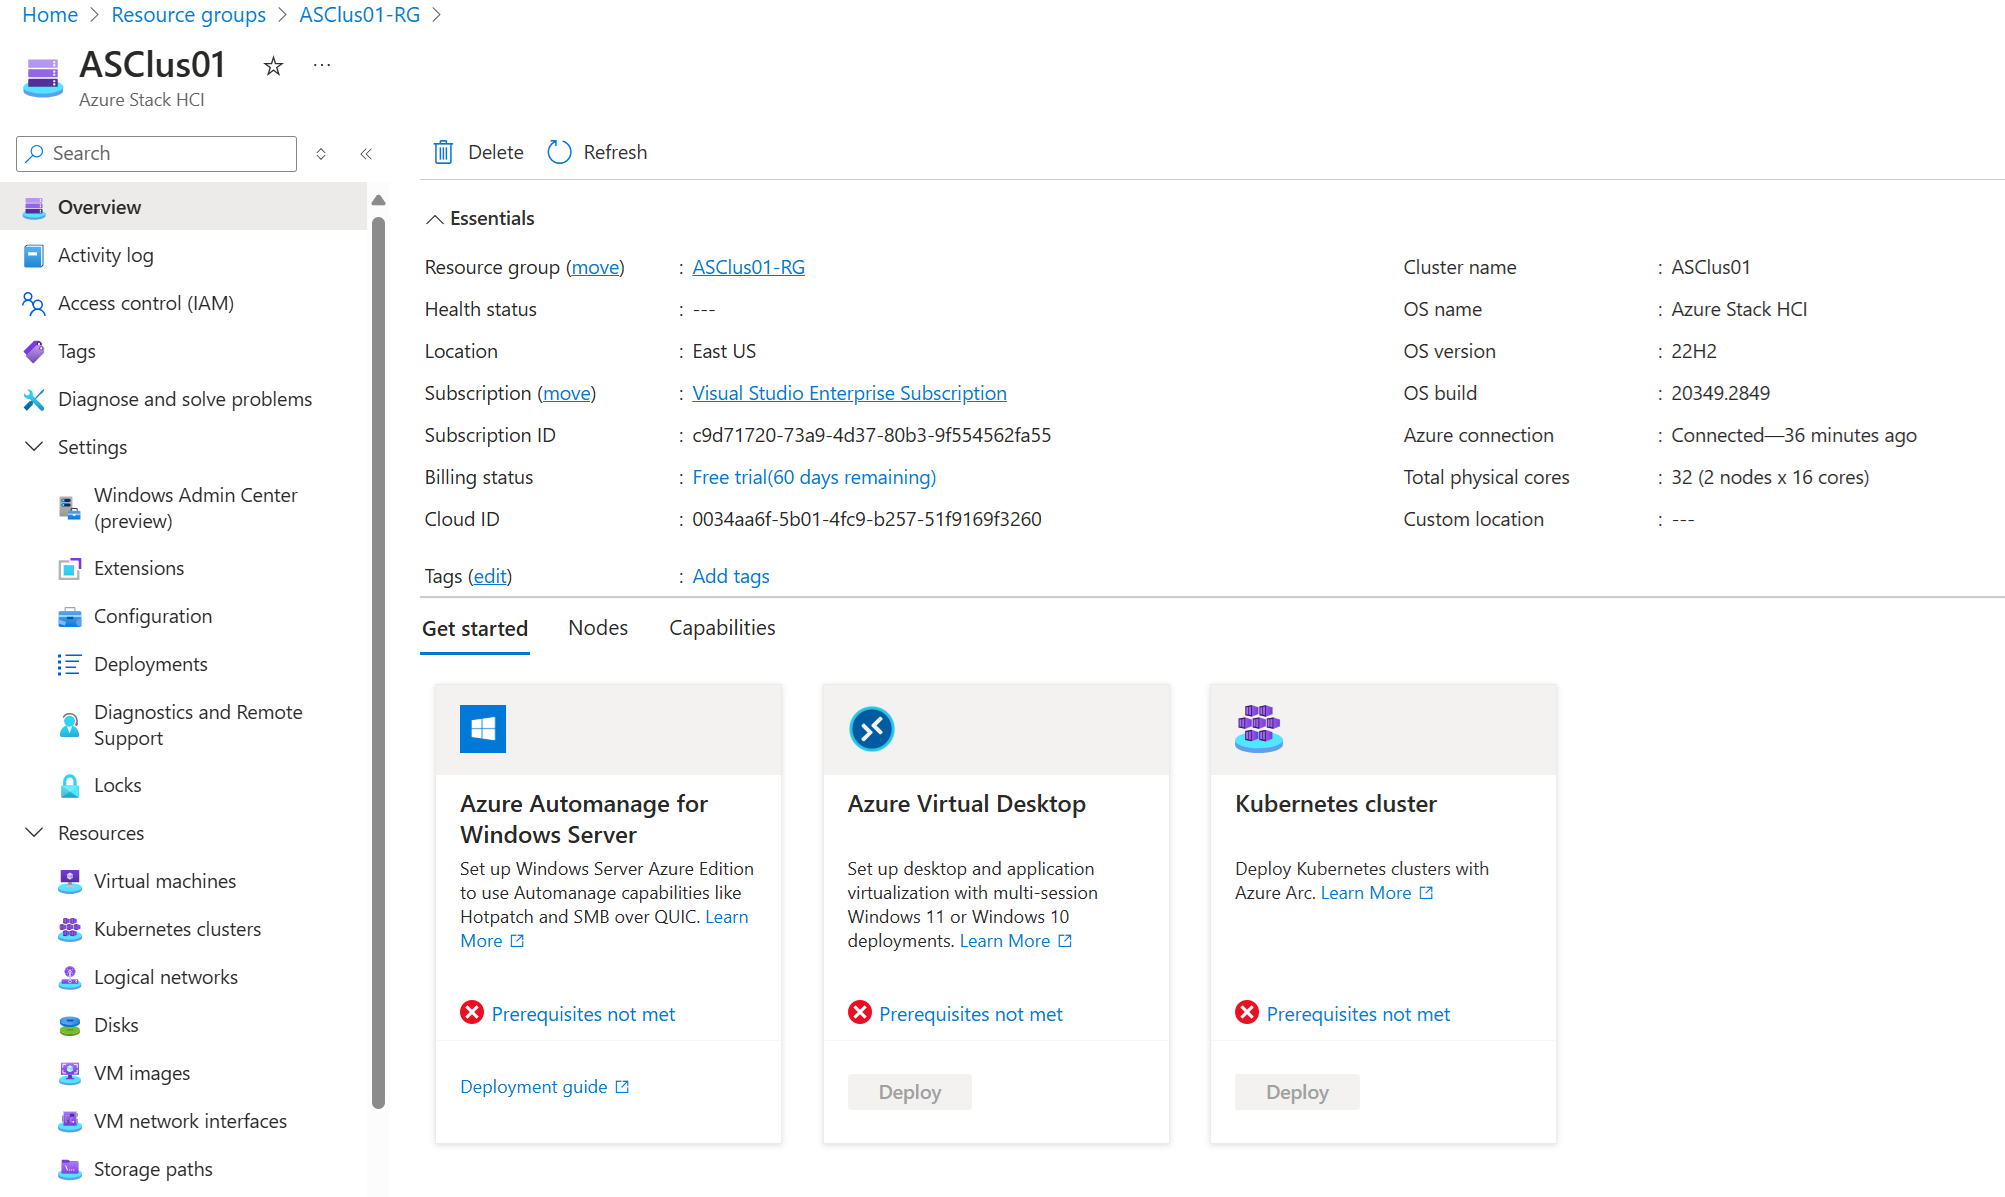 Home > Resource groups > ASClus01-RG >
ASClus01
Azure Stack HCI
Search
Delete
Refresh
Overview
Activity log
Access control (IAM)
Tags
Diagnose and solve problems
Settings
Windows Admin Center
(preview)
Extensions
Configuration
Deployments
Diagnostics and Remote
Support
Locks
Resources
Virtual machines
Kubernetes clusters
Logical networks
Disks
VM images
VM network interfaces
Storage paths
Essentials
Resource group (move) : ASClus01-RG
Health status : ---
Location : East US
Subscription (move) : Visual Studio Enterprise Subscription
Subscription ID : c9d71720-73a9-4d37-80b3-9f554562fa55
Billing status : Free trial(60 days remaining)
Cloud ID : 0034aa6f-5b01-4fc9-b257-51f9169f3260
Tags (edit) : Add tags
Cluster name : ASClus01
OS name : Azure Stack HCI
OS version : 22H2
OS build : 20349.2849
Azure connection : Connected—36 minutes ago
Total physical cores : 32 (2 nodes x 16 cores)
Custom location : ---
Get started
Nodes
Capabilities
Azure Automanage for
Windows Server
Set up Windows Server Azure Edition
to use Automanage capabilities like
Hotpatch and SMB over QUIC. Learn
More
Prerequisites not met
Deployment guide
Azure Virtual Desktop
Set up desktop and application
virtualization with multi-session
Windows 11 or Windows 10
deployments. Learn More
Prerequisites not met
Deploy
Kubernetes cluster
Deploy Kubernetes clusters with
Azure Arc. Learn More
Prerequisites not met
Deploy